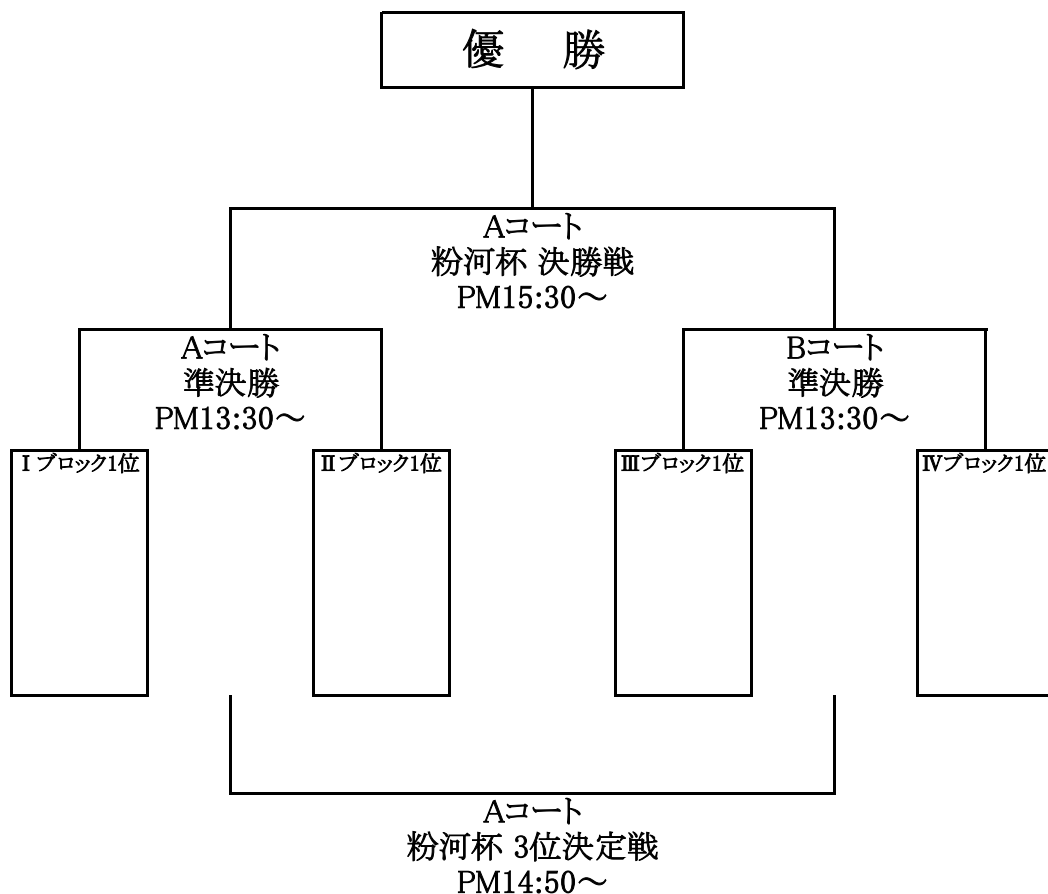 優 勝
Aコート
粉河杯 決勝戦
PM15:30～
Aコート
準決勝
PM13:30～
Bコート
準決勝
PM13:30～
Ⅰブロック1位
Ⅱブロック1位
Ⅲブロック1位
Ⅳブロック1位
Aコート
粉河杯 3位決定戦
PM14:50～